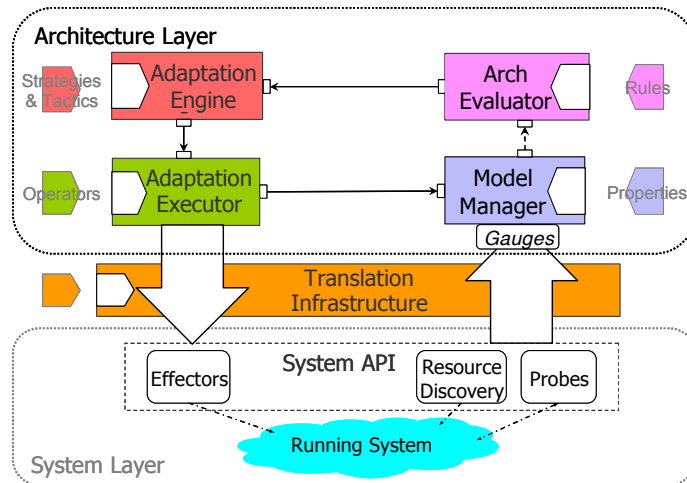 Architecture Layer
Strategies
& Tactics
Adaptation
Engine
Arch
Evaluator
Rules
Operators
Adaptation
Executor
Model
Manager
Properties
Gauges
Translation
Infrastructure
System API
Effectors
Resource
Discovery
Probes
Running System
System Layer